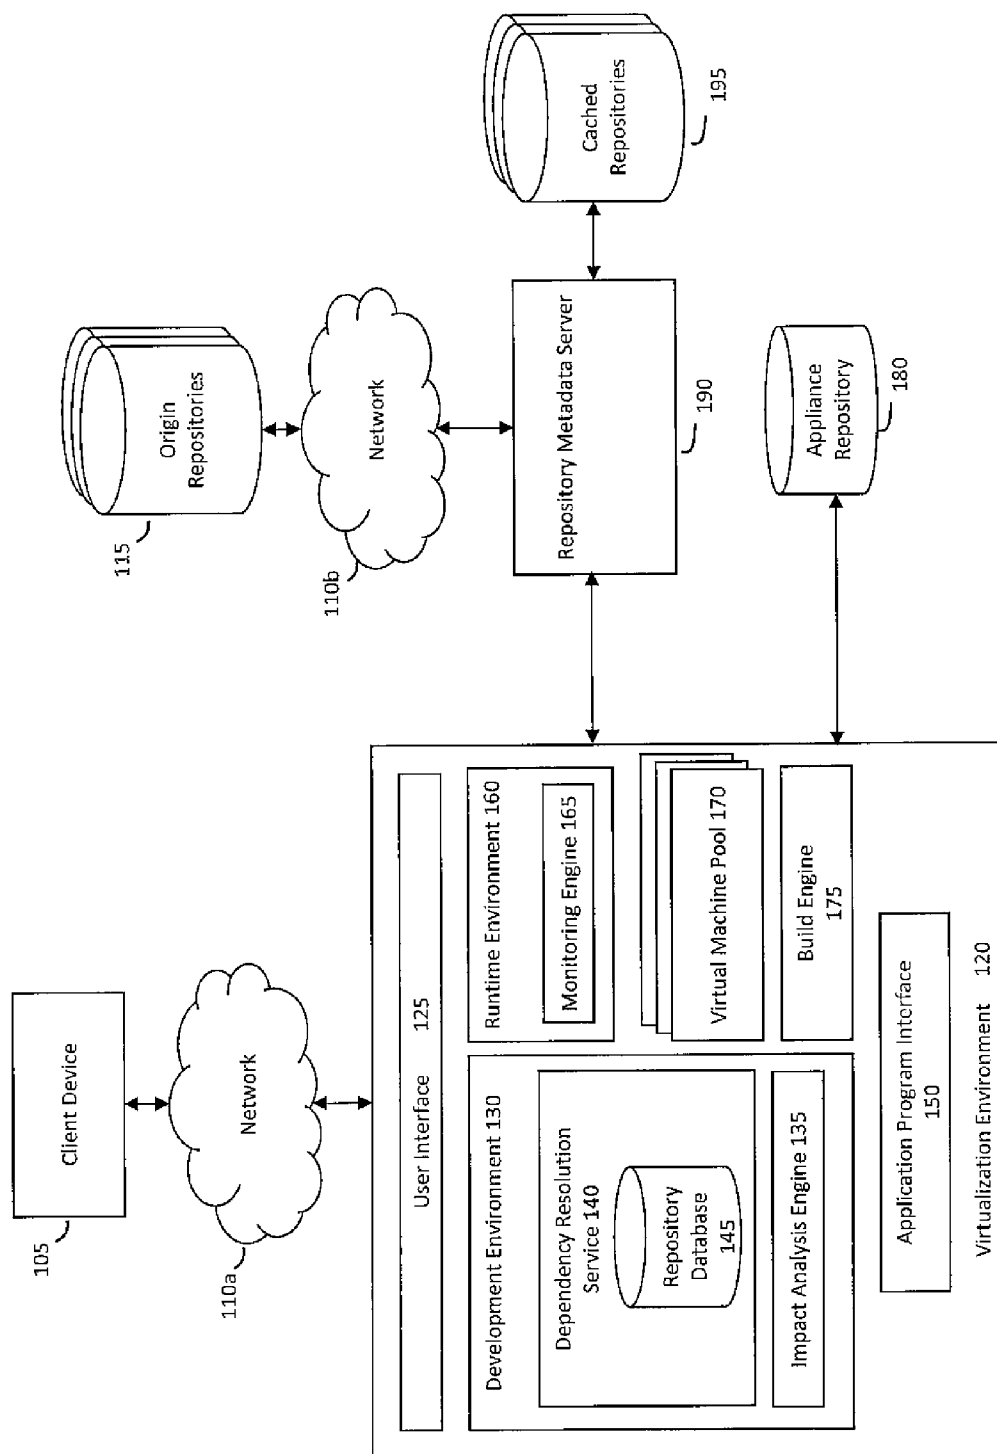 Client Device
105
Network
110a
User Interface 125
Development Environment 130
Dependency Resolution
Service 140
Repository
Database
145
Impact Analysis Engine 135
Runtime Environment 160
Monitoring Engine 165
Virtual Machine Pool 170
Build Engine
175
Application Program Interface
150
Virtualization Environment 120
Origin
Repositories
115
Network
110b
Repository Metadata Server
190
Cached
Repositories
195
Appliance
Repository
180